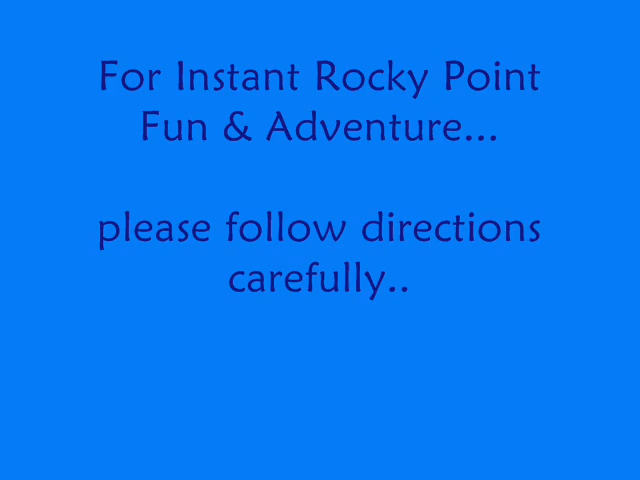 For Instant Rocky Point
Fun & Adventure...
please follow directions
carefully..